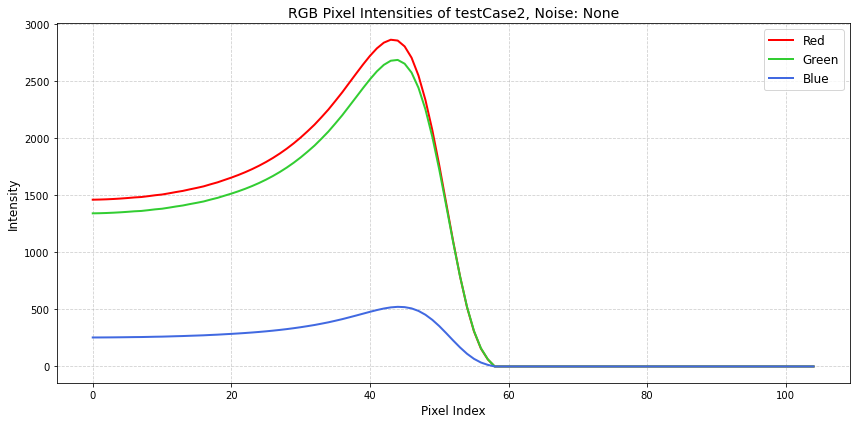 RGB Pixel Intensities of testCase2, Noise: None
Red
Green
Blue
Intensity
3000
2500
2000
1500
1000
500
0
0 20 40 60 80 100
Pixel Index